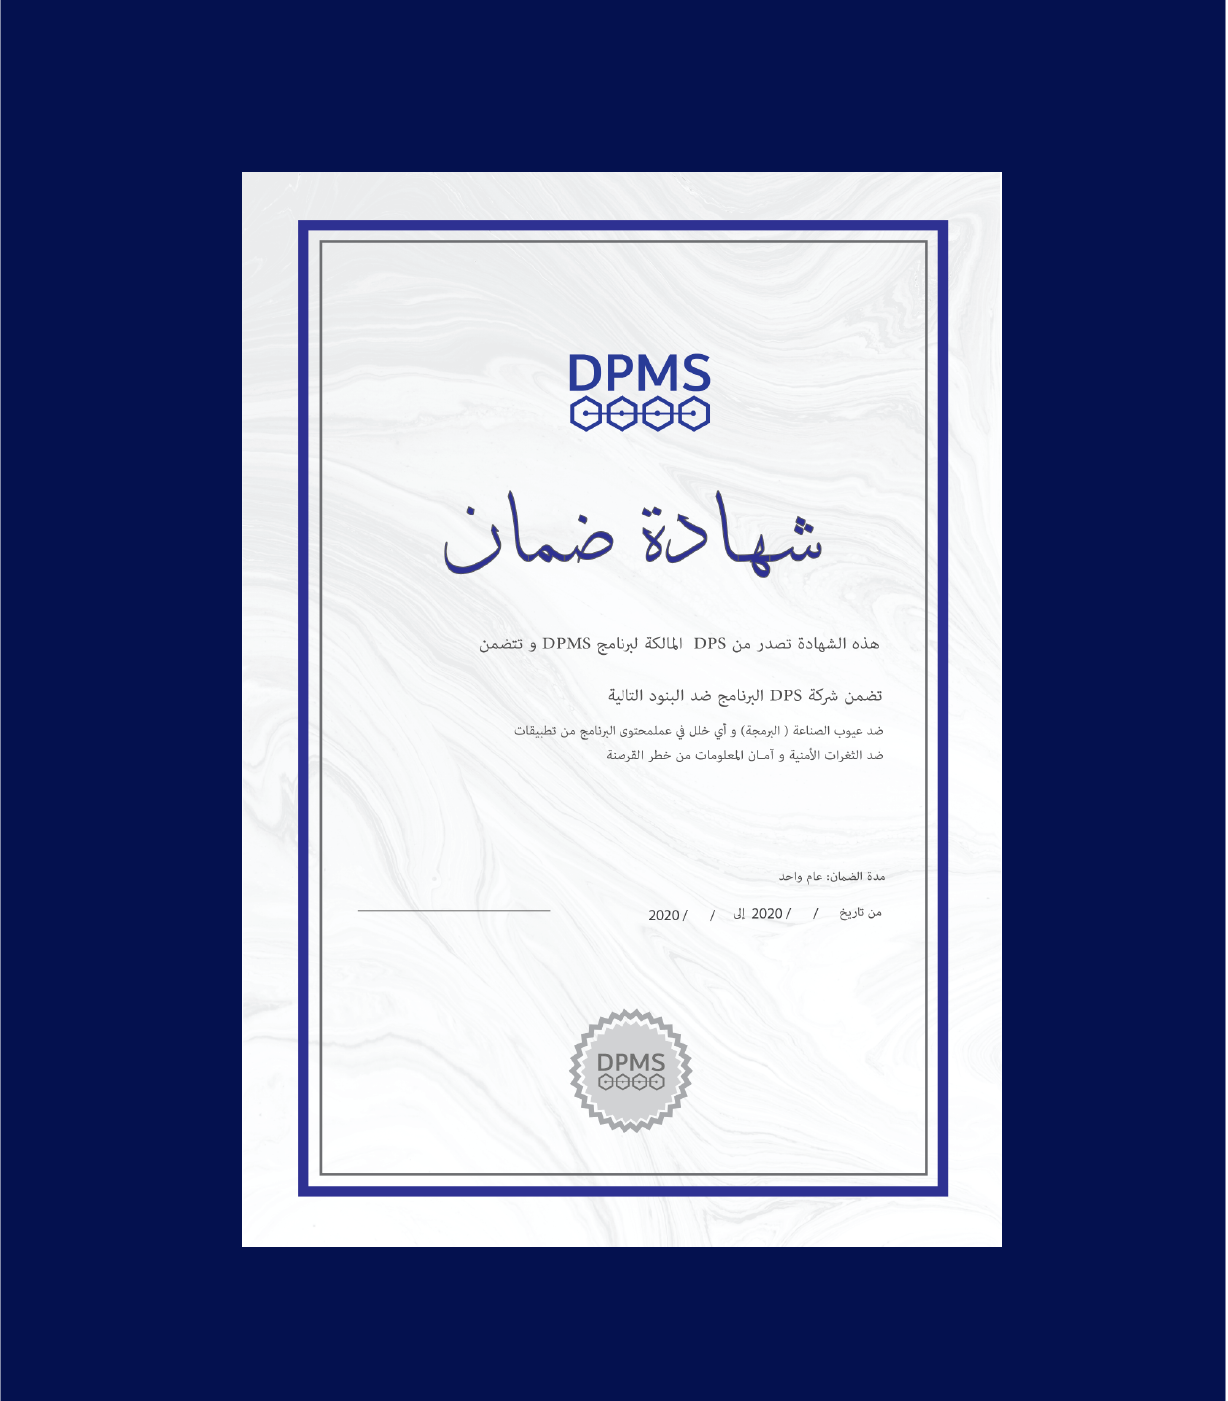 DPMS
شهادة ضمان
هذه الشهادة تصدر من DPS المالكة لبرنامج DPMS و تتضمن
تضمن شركة DPS البرنامج ضد البنود التالية
ضد عيوب الصناعة ( البرمجة) و أي خلل في عملمحتوى البرنامج من تطبيقات
ضد الثغرات الأمنية و آمـان المعلومات من خطر القرصنة
مدة الضمان: عام واحد
من تاريخ / / 2020 إلى / / 2020
DPMS